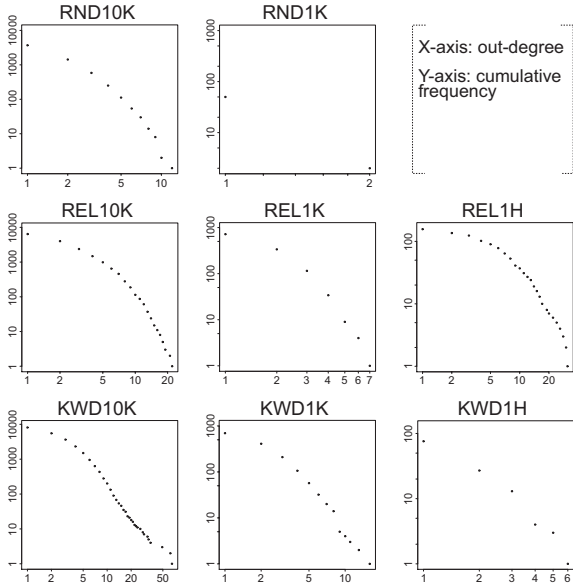 RND10K
RND1K
10000
1000
100
10
1
1 2 5 10
1000
100
10
1 2
X-axis: out-degree
Y-axis: cumulative
frequency
REL10K
REL1K
REL1H
10000
1000
100
10
1
1 2 5 10 20
1000
100
10
1
1 2 3 4 5 6 7
100
10
1
1 2 5 10 20
KWD10K
KWD1K
KWD1H
10000
1000
100
10
1
1 2 5 10 20 50
1000
100
10
1
1 2 5 10
100
10
1
1 2 3 4 5 6